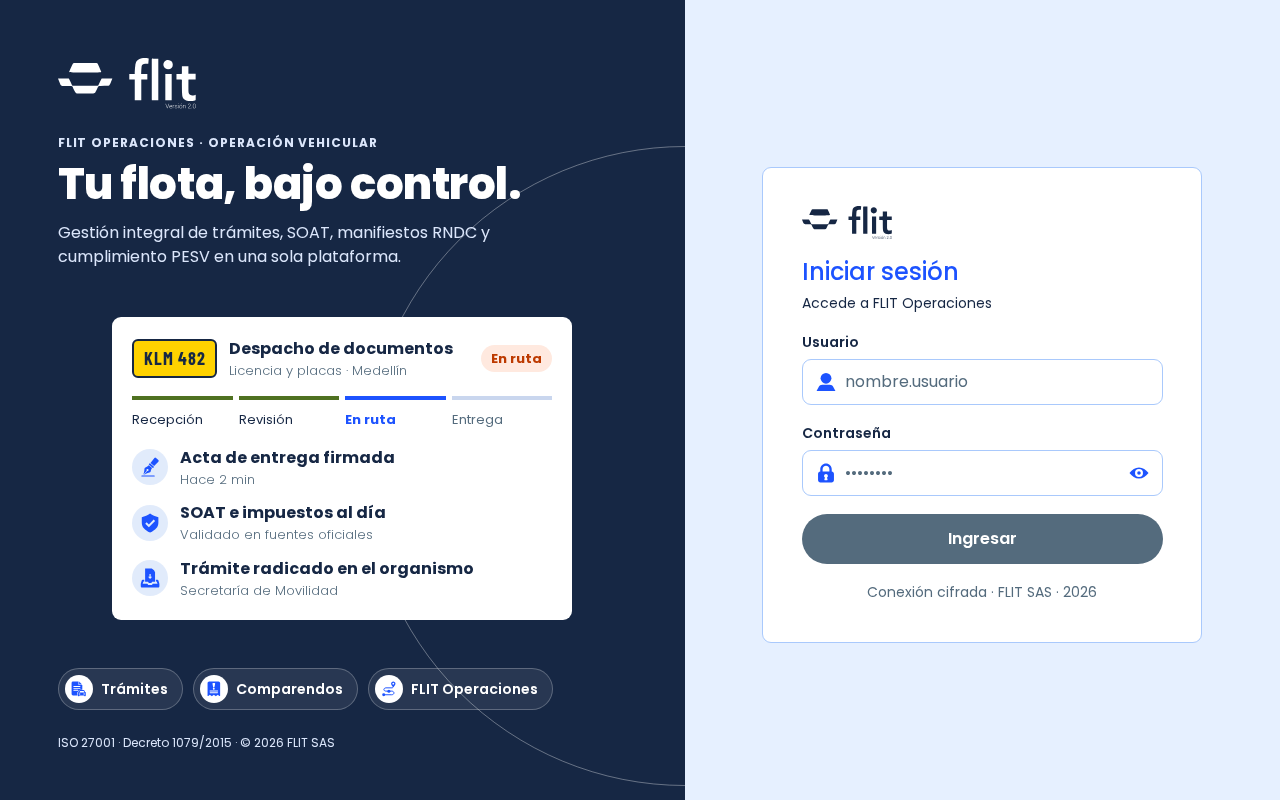 flit
Versión 2.0
FLIT OPERACIONES · OPERACIÓN VEHICULAR
Tu flota, bajo control.
Gestión integral de trámites, SOAT, manifiestos RNDC y
cumplimiento PESV en una sola plataforma.
KLM 482
Despacho de documentos
Licencia y placas · Medellín
En ruta
Recepción
Revisión
En ruta
Entrega
Acta de entrega firmada
Hace 2 min
SOAT e impuestos al día
Validado en fuentes oficiales
Trámite radicado en el organismo
Secretaría de Movilidad
Trámites
Comparendos
FLIT Operaciones
ISO 27001 · Decreto 1079/2015 · © 2026 FLIT SAS
flit
Versión 2.0
Iniciar sesión
Accede a FLIT Operaciones
Usuario
nombre.usuario
Contraseña
••••••••
Ingresar
Conexión cifrada · FLIT SAS · 2026